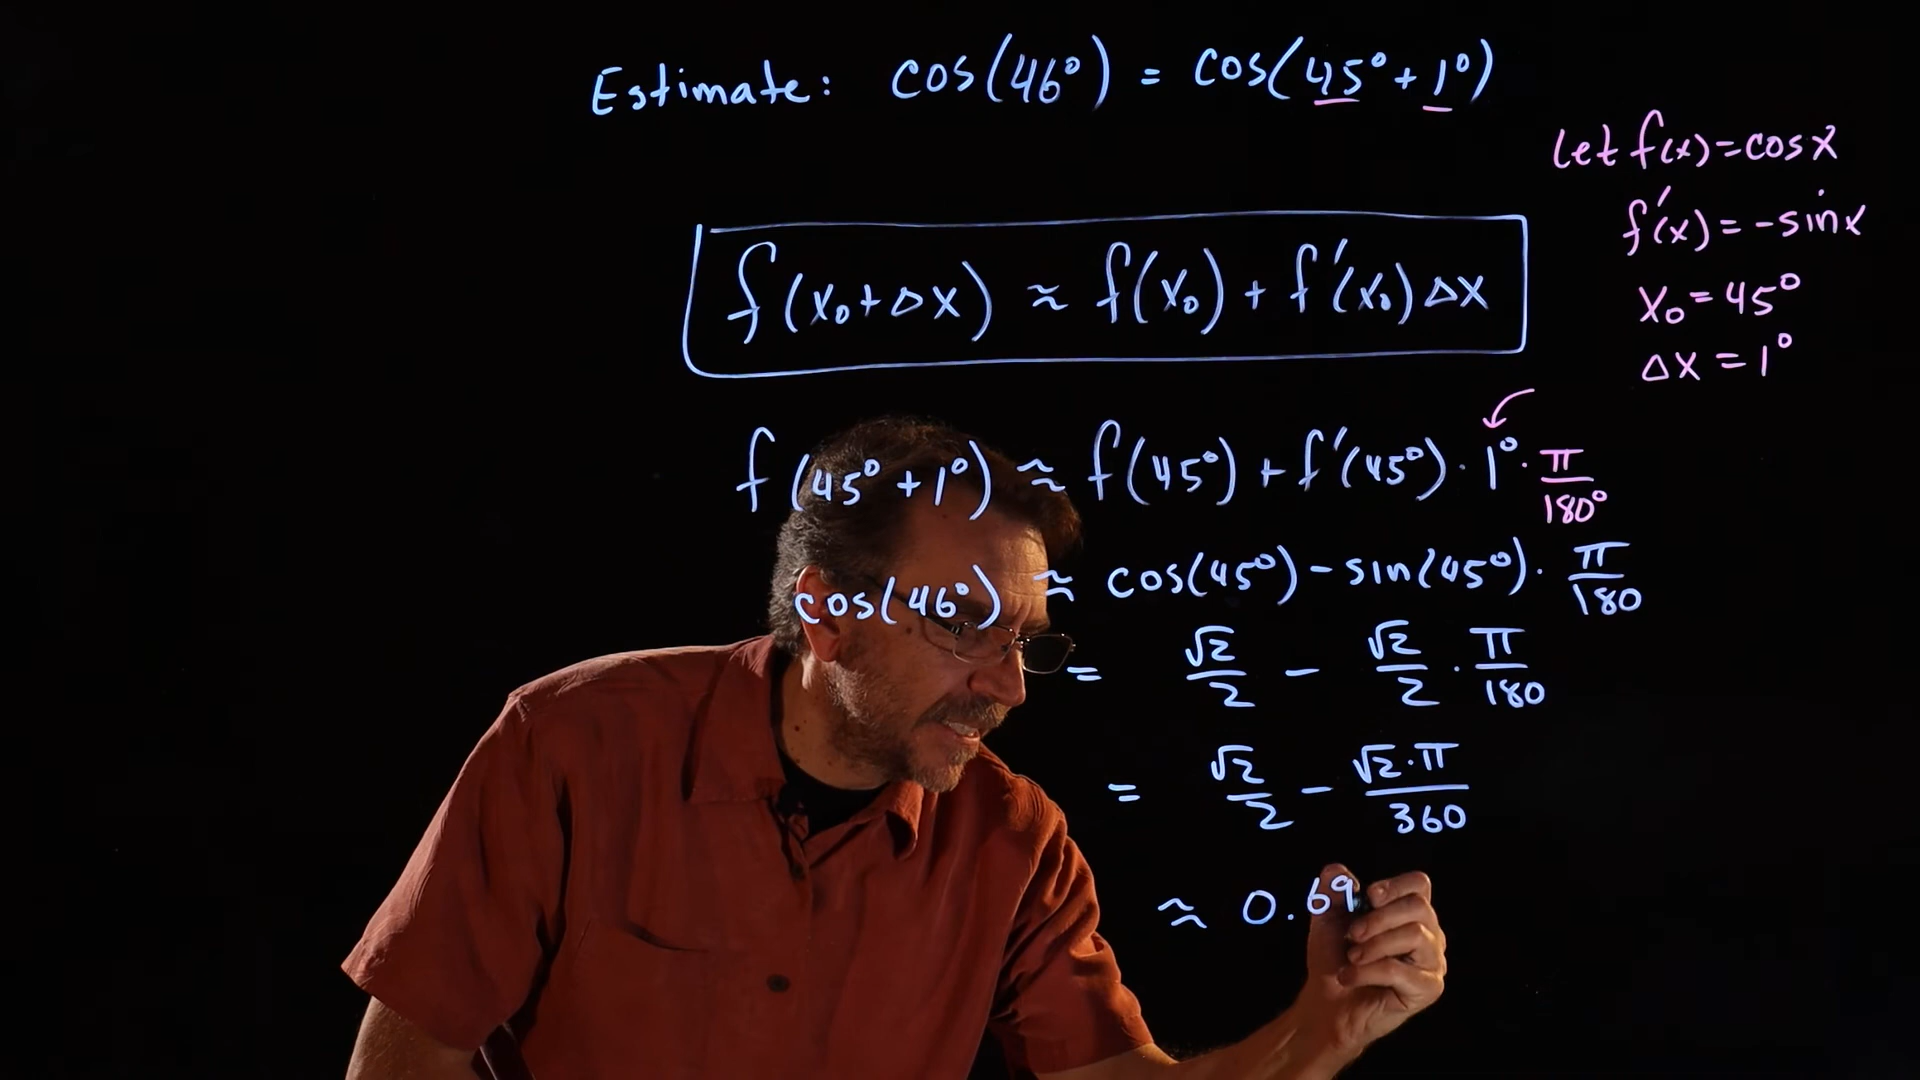 Estimate: cos(46°) = cos(45°+1°)
let f(x)=cosx
f'(x)=-sinx
x₀=45°
Δx=1°
f(x₀+Δx) ≈ f(x₀)+f'(x₀)Δx
f(45°+1°) ≈ f(45°)+f'(45°)·1°·π/180°
cos(46°) ≈ cos(45°)-sin(45°)·π/180
= √2/2 - √2/2·π/180
= √2/2 - √2·π/360
≈ 0.69